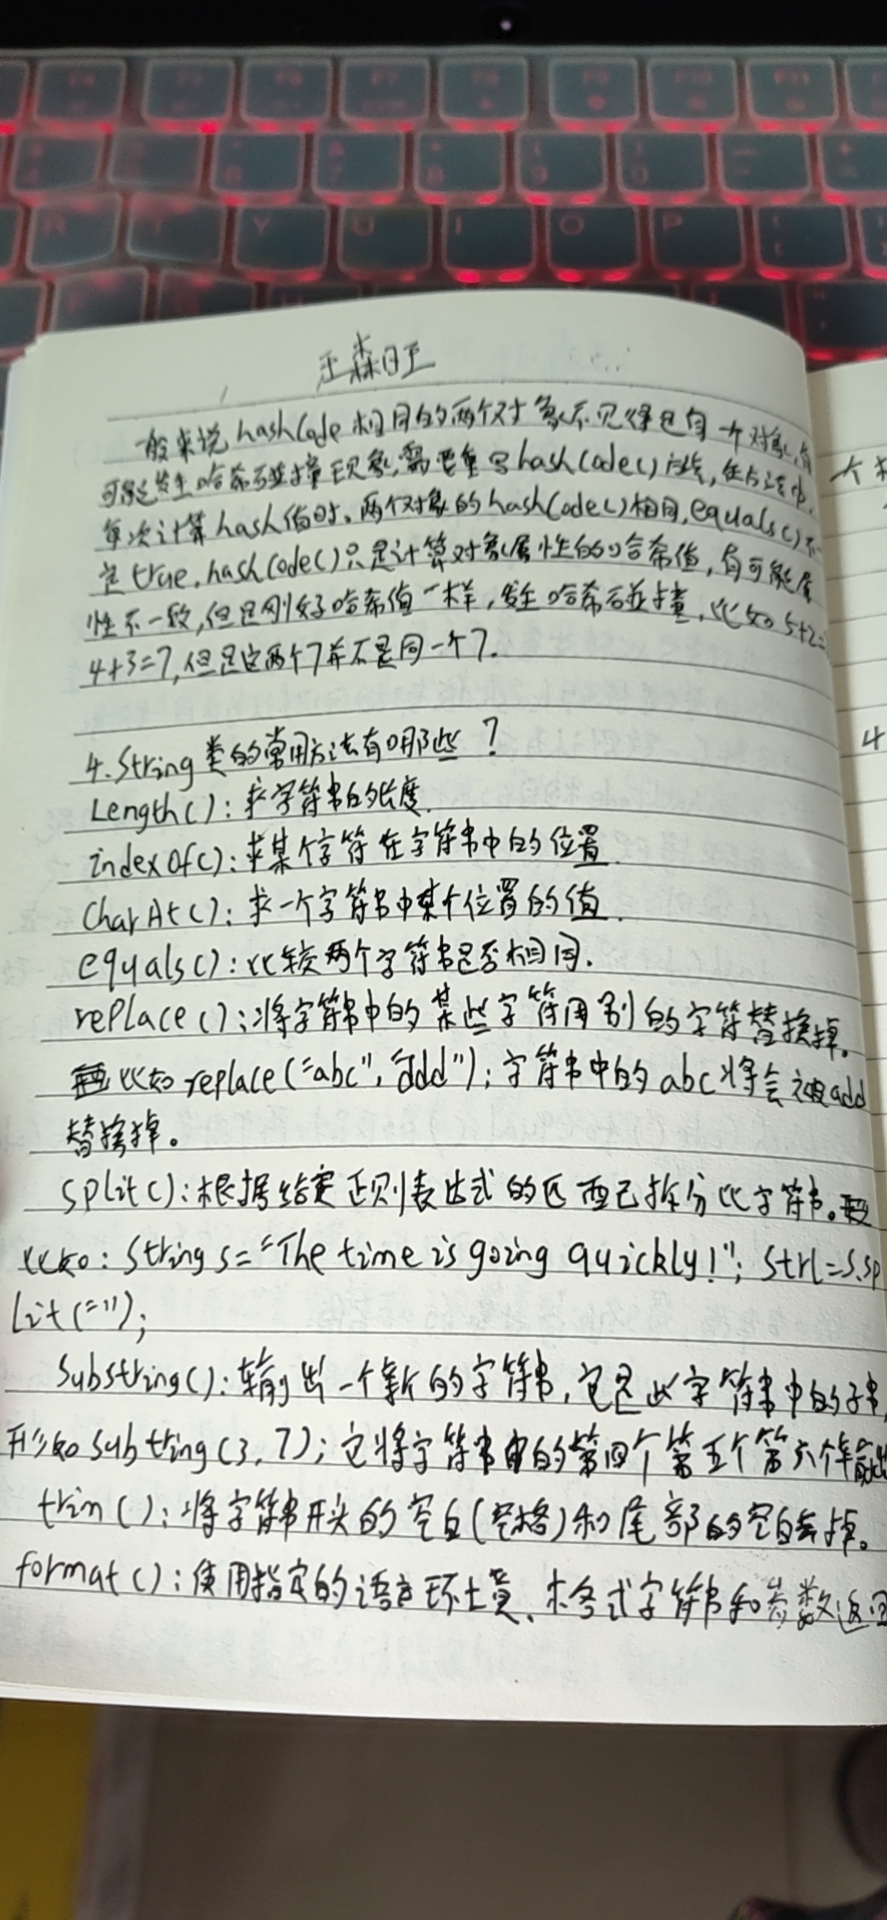 王森旺
一般来说hashCode相同的两个对象不见得是同一个对象,有
可能发生哈希碰撞现象,需要重写hashCode()方法,在方法中,
每次计算hash值时、两个对象的hashCode()相同,equals()不一
定true.hashCode()只是计算对象属性的哈希值,有可能属
性不一致,但是刚好哈希值一样,发生哈希碰撞,比如5+2=
4+3=7,但是这两个7并不是同一个7.
4.String类的常用方法有哪些?
Length():求字符串的长度.
indexOf():求某个字符在字符串中的位置.
CharAt():求一个字符串中某个位置的值.
equals():比较两个字符串是否相同.
replace():将字符串中的某些字符用别的字符替换掉。
比如replace("abc","ddd");字符串中的abc将会被add
替换掉。
split():根据给定正则表达式的匹配已拆分此字符串。
比如:String s="The time is going quickly!";Str1=s.sp
lit("");
Substring():输出一个新的字符串,它是此字符串中的子串,
形如Subtring(3,7);它将字符串中的第四个第五个第六个
trim():将字符串开头的空白(空格)和尾部的空白去掉。
format():使用指定的语言环境、格式字符串和参数返回
个
4